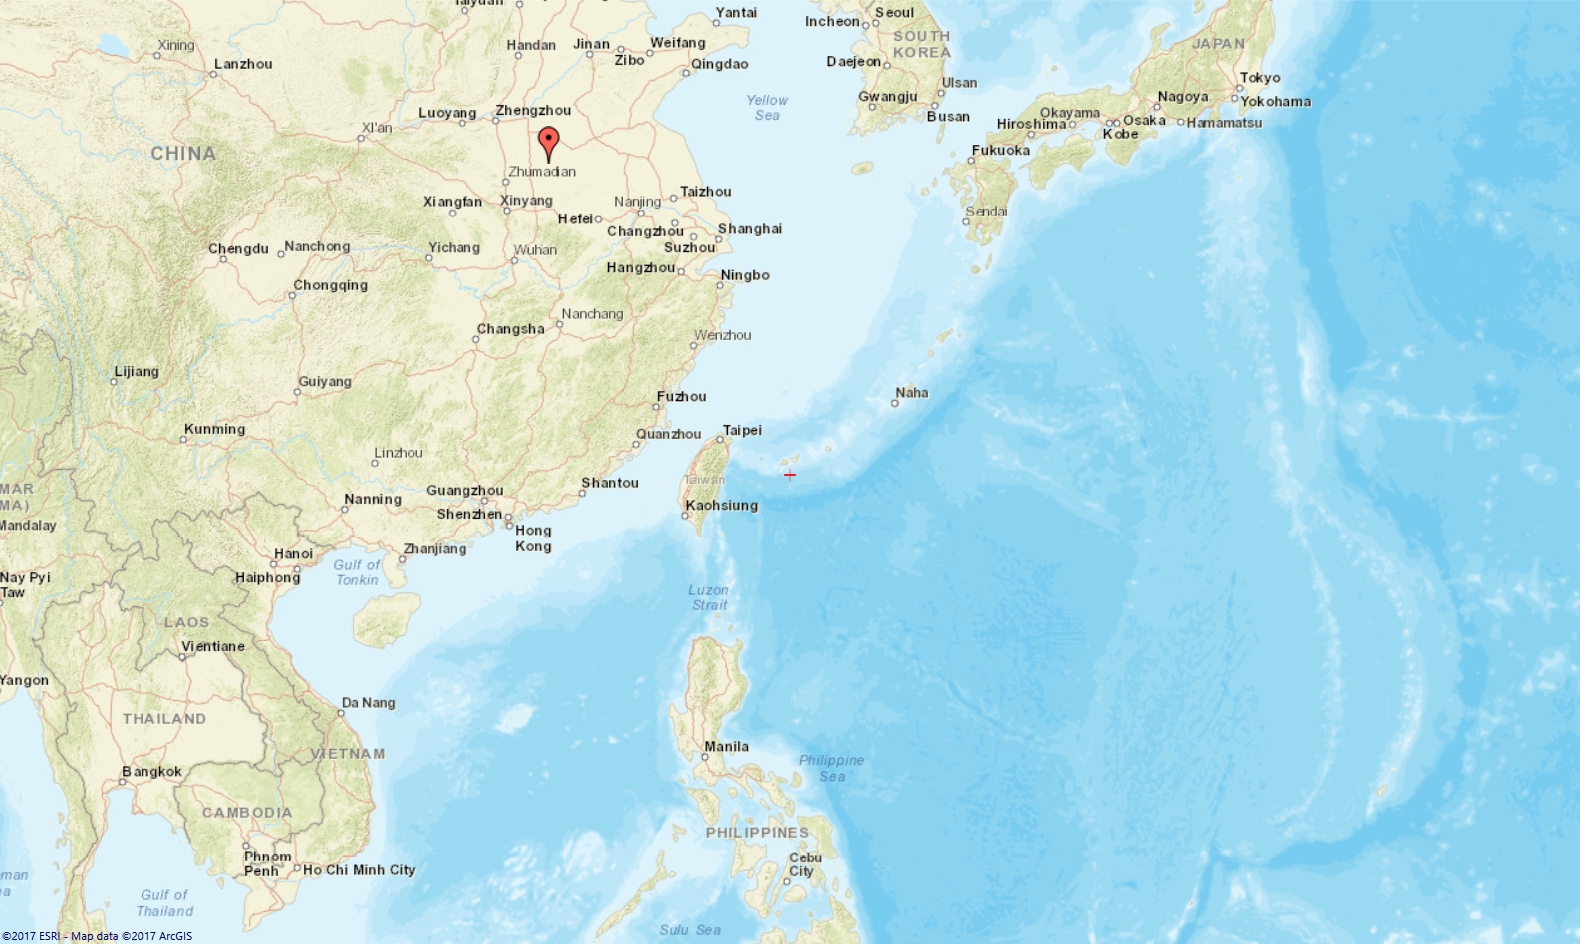 Taiyuan
Yantai
Incheon
Seoul
SOUTH
KOREA
JAPAN
Xining
Lanzhou
Handan
Jinan
Zibo
Weifang
Qingdao
Daejeon
Ulsan
Gwangju
Busan
Tokyo
Nagoya
Yokohama
Okayama
Hiroshima
Osaka
Kobe
Hamamatsu
Yellow
Sea
Luoyang
Zhengzhou
XI'an
CHINA
Fukuoka
Zhumadian
Xiangfan
Xinyang
Nanjing
Taizhou
Hefei
Changzhou
Shanghai
Suzhou
Sendai
Chengdu
Nanchong
Yichang
Wuhan
Hangzhou
Ningbo
Chongqing
Nanchang
Changsha
Wenzhou
Lijiang
Guiyang
Fuzhou
Naha
Kunming
Quanzhou
Taipei
Linzhou
Taiwan
MAR
MA)
Mandalay
Nanning
Guangzhou
Shenzhen
Shantou
Kaohsiung
Hong
Kong
Hanoi
Haiphong
Zhanjiang
Gulf of
Tonkin
Nay Pyi
Taw
Luzon
Strait
LAOS
Vientiane
Yangon
Da Nang
THAILAND
VIETNAM
Manila
Philippine
Sea
Bangkok
CAMBODIA
PHILIPPINES
Phnom
Penh
Ho Chi Minh City
Cebu
City
man
a
Gulf of
Thailand
Sulu Sea
©2017 ESRI - Map data ©2017 ArcGIS